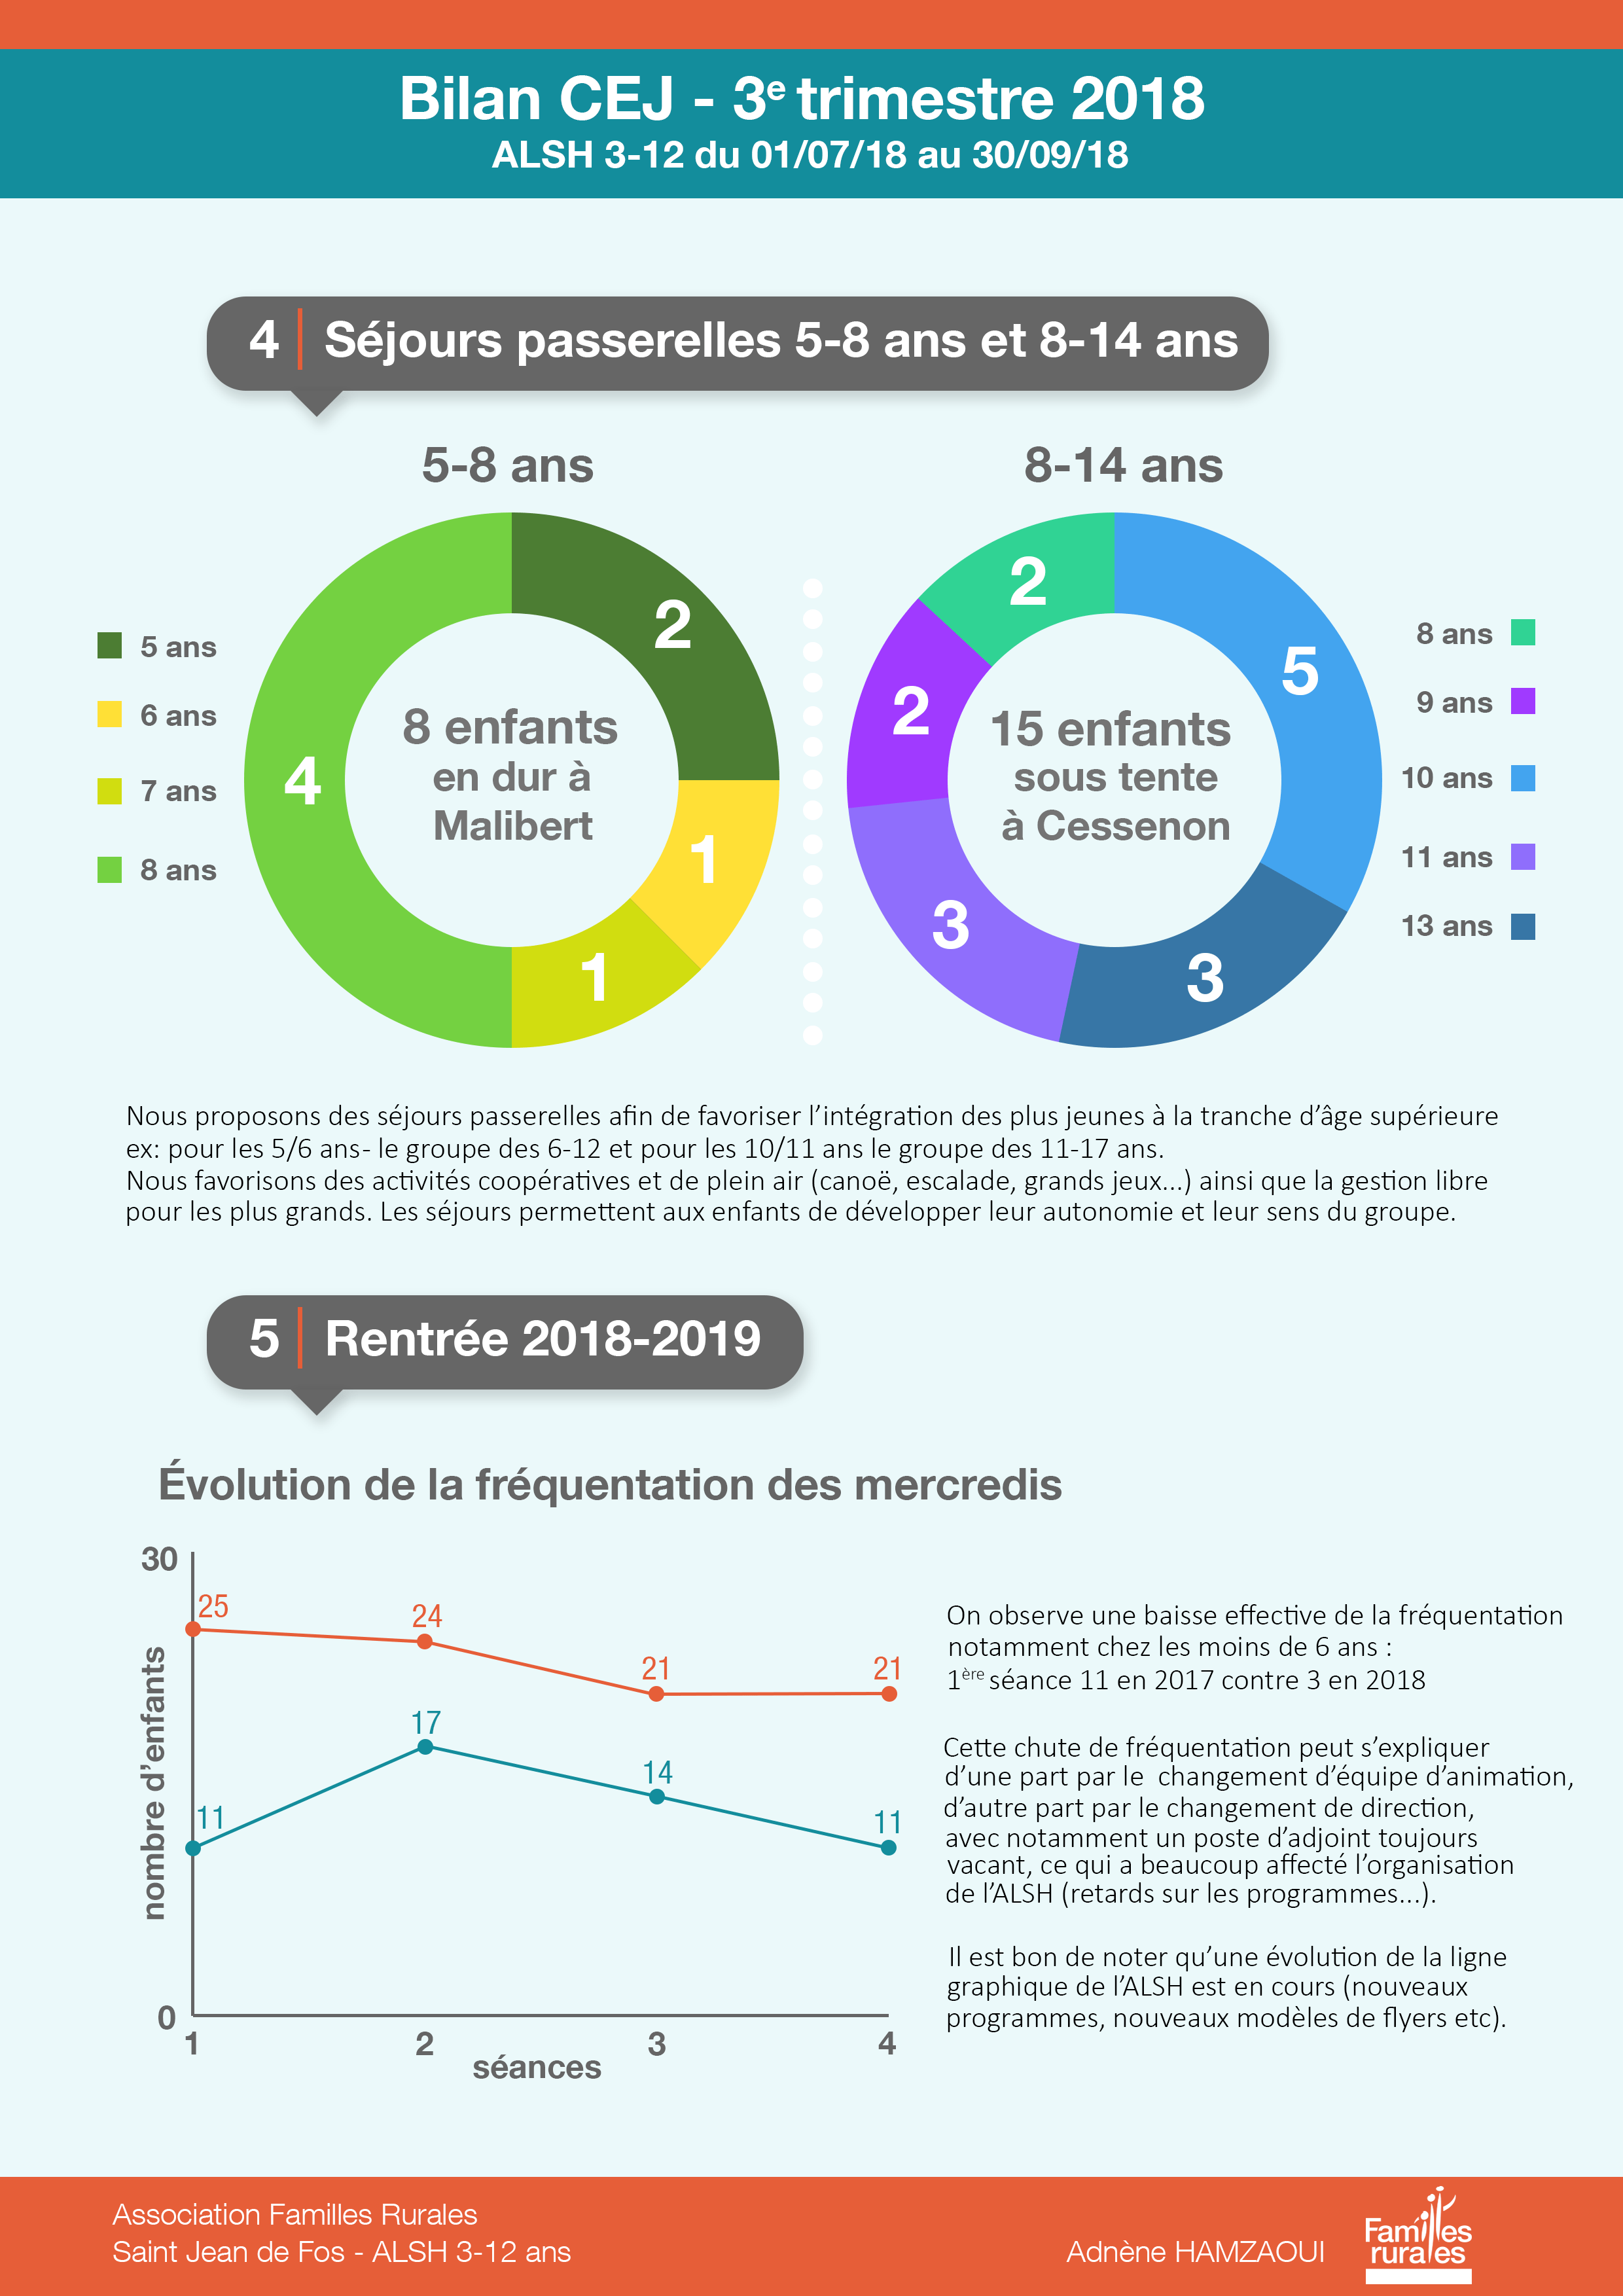 Bilan CEJ - 3e trimestre 2018
ALSH 3-12 du 01/07/18 au 30/09/18
4 Séjours passerelles 5-8 ans et 8-14 ans
5-8 ans
5 ans
6 ans
7 ans
8 ans
2
1
1
4
8 enfants
en dur à
Malibert
8-14 ans
2
5
2
3
3
15 enfants
sous tente
à Cessenon
8 ans
9 ans
10 ans
11 ans
13 ans
Nous proposons des séjours passerelles afin de favoriser l’intégration des plus jeunes à la tranche d’âge supérieure
ex: pour les 5/6 ans- le groupe des 6-12 et pour les 10/11 ans le groupe des 11-17 ans.
Nous favorisons des activités coopératives et de plein air (canoë, escalade, grands jeux...) ainsi que la gestion libre
pour les plus grands. Les séjours permettent aux enfants de développer leur autonomie et leur sens du groupe.
5 Rentrée 2018-2019
Évolution de la fréquentation des mercredis
30
nombre d’enfants
0
25
24
21
21
11
17
14
11
1
2
3
4
séances
On observe une baisse effective de la fréquentation
notamment chez les moins de 6 ans :
1ère séance 11 en 2017 contre 3 en 2018
Cette chute de fréquentation peut s’expliquer
d’une part par le changement d’équipe d’animation,
d’autre part par le changement de direction,
avec notamment un poste d’adjoint toujours
vacant, ce qui a beaucoup affecté l’organisation
de l’ALSH (retards sur les programmes...).
Il est bon de noter qu’une évolution de la ligne
graphique de l’ALSH est en cours (nouveaux
programmes, nouveaux modèles de flyers etc).
Association Familles Rurales
Saint Jean de Fos - ALSH 3-12 ans
Adnène HAMZAOUI
Familles
rurales